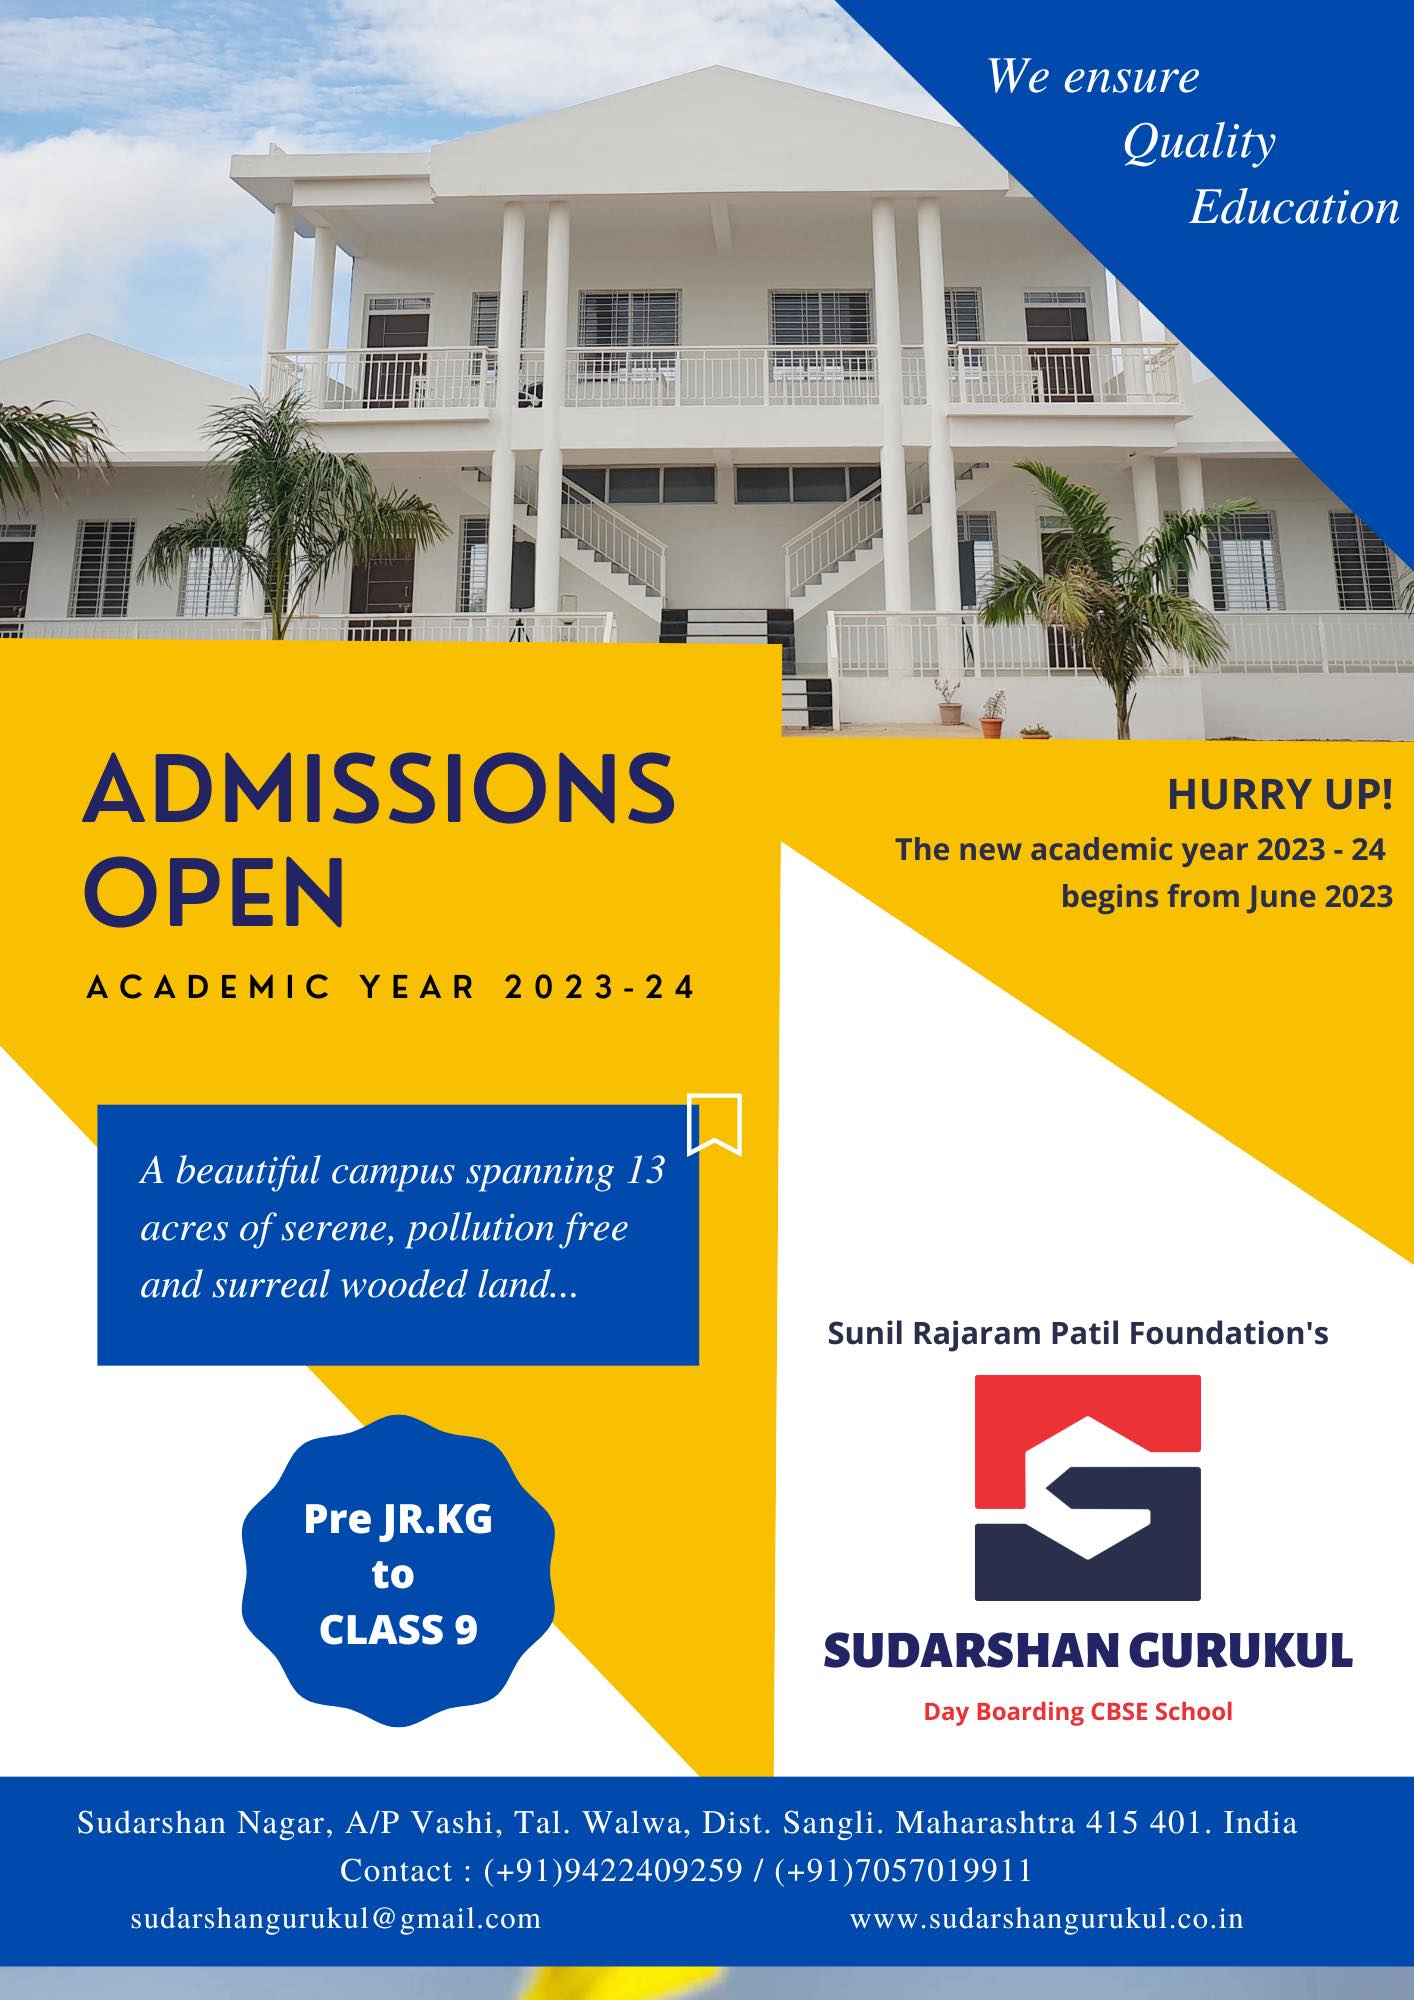 We ensure
Quality
Education
ADMISSIONS
OPEN
ACADEMIC YEAR 2023-24
HURRY UP!
The new academic year 2023 - 24
begins from June 2023
A beautiful campus spanning 13
acres of serene, pollution free
and surreal wooded land...
Pre JR.KG
to
CLASS 9
Sunil Rajaram Patil Foundation's
SUDARSHAN GURUKUL
Day Boarding CBSE School
Sudarshan Nagar, A/P Vashi, Tal. Walwa, Dist. Sangli. Maharashtra 415 401. India
Contact : (+91)9422409259 / (+91)7057019911
sudarshangurukul@gmail.com
www.sudarshangurukul.co.in